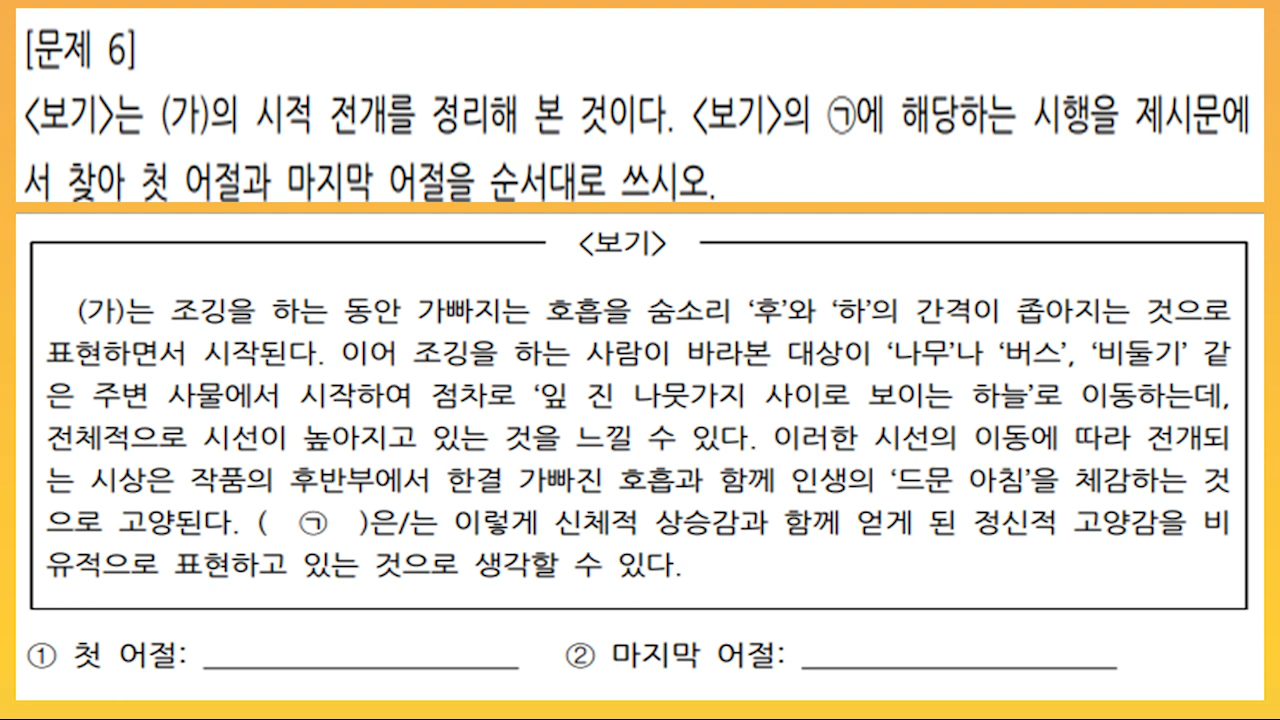 [문제 6]
<보기>는 (가)의 시적 전개를 정리해 본 것이다. <보기>의 ㉠에 해당하는 시행을 제시문에
서 찾아 첫 어절과 마지막 어절을 순서대로 쓰시오.
<보기>
(가)는 조깅을 하는 동안 가빠지는 호흡을 숨소리 ‘후’와 ‘하’의 간격이 좁아지는 것으로
표현하면서 시작된다. 이어 조깅을 하는 사람이 바라본 대상이 ‘나무’나 ‘버스’, ‘비둘기’ 같
은 주변 사물에서 시작하여 점차로 ‘잎 진 나뭇가지 사이로 보이는 하늘’로 이동하는데,
전체적으로 시선이 높아지고 있는 것을 느낄 수 있다. 이러한 시선의 이동에 따라 전개되
는 시상은 작품의 후반부에서 한결 가빠진 호흡과 함께 인생의 ‘드문 아침’을 체감하는 것
으로 고양된다. ( ㉠ )은/는 이렇게 신체적 상승감과 함께 얻게 된 정신적 고양감을 비
유적으로 표현하고 있는 것으로 생각할 수 있다.
① 첫 어절: ____________________ ② 마지막 어절: ____________________